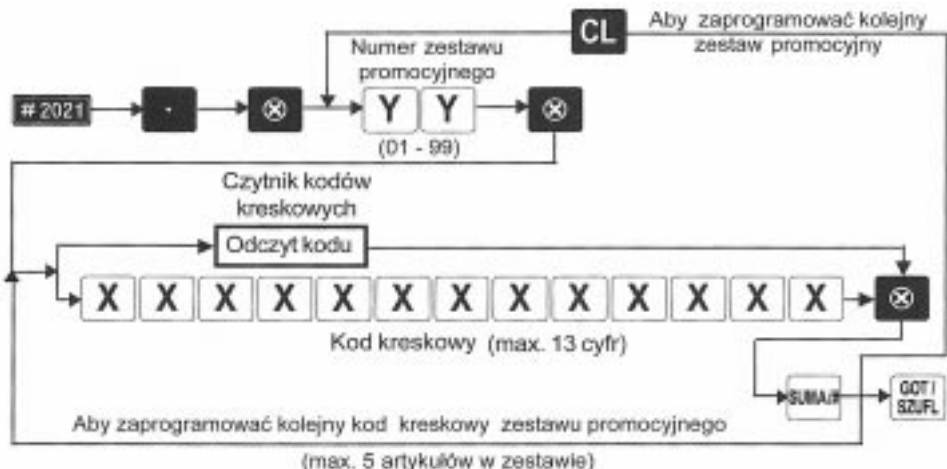 CL
Aby zaprogramować kolejny
zestaw promocyjny
Numer zestawu
promocyjnego
#2021
·
⊗
Y Y
⊗
(01 - 99)
Czytnik kodów
kreskowych
Odczyt kodu
X X X X X X X X X X X X X
⊗
Kod kreskowy (max. 13 cyfr)
SUMA/#
GOT I
SZUFL
Aby zaprogramować kolejny kod kreskowy zestawu promocyjnego
(max. 5 artykułów w zestawie)